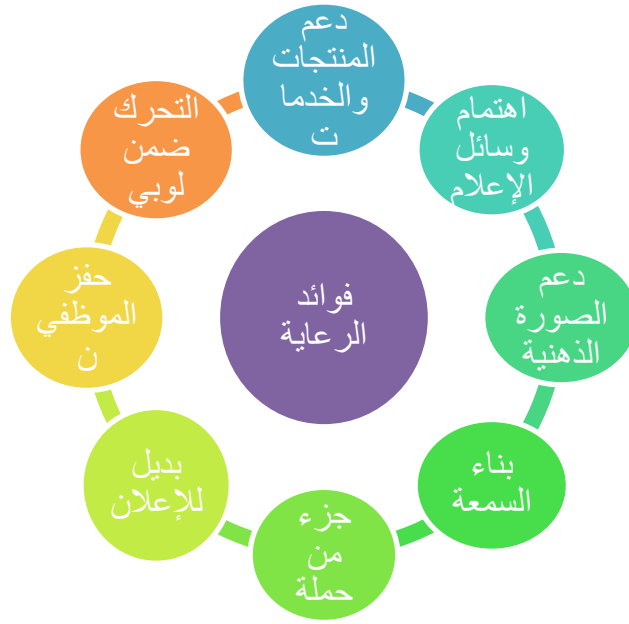 دعم
المنتجات
والخدما
ت
اهتمام
وسائل
الإعلام
دعم
الصورة
الذهنية
بناء
السمعة
جزء
من
حملة
بديل
للإعلان
حفز
الموظفي
ن
التحرك
ضمن
لوبي
فوائد
الرعاية